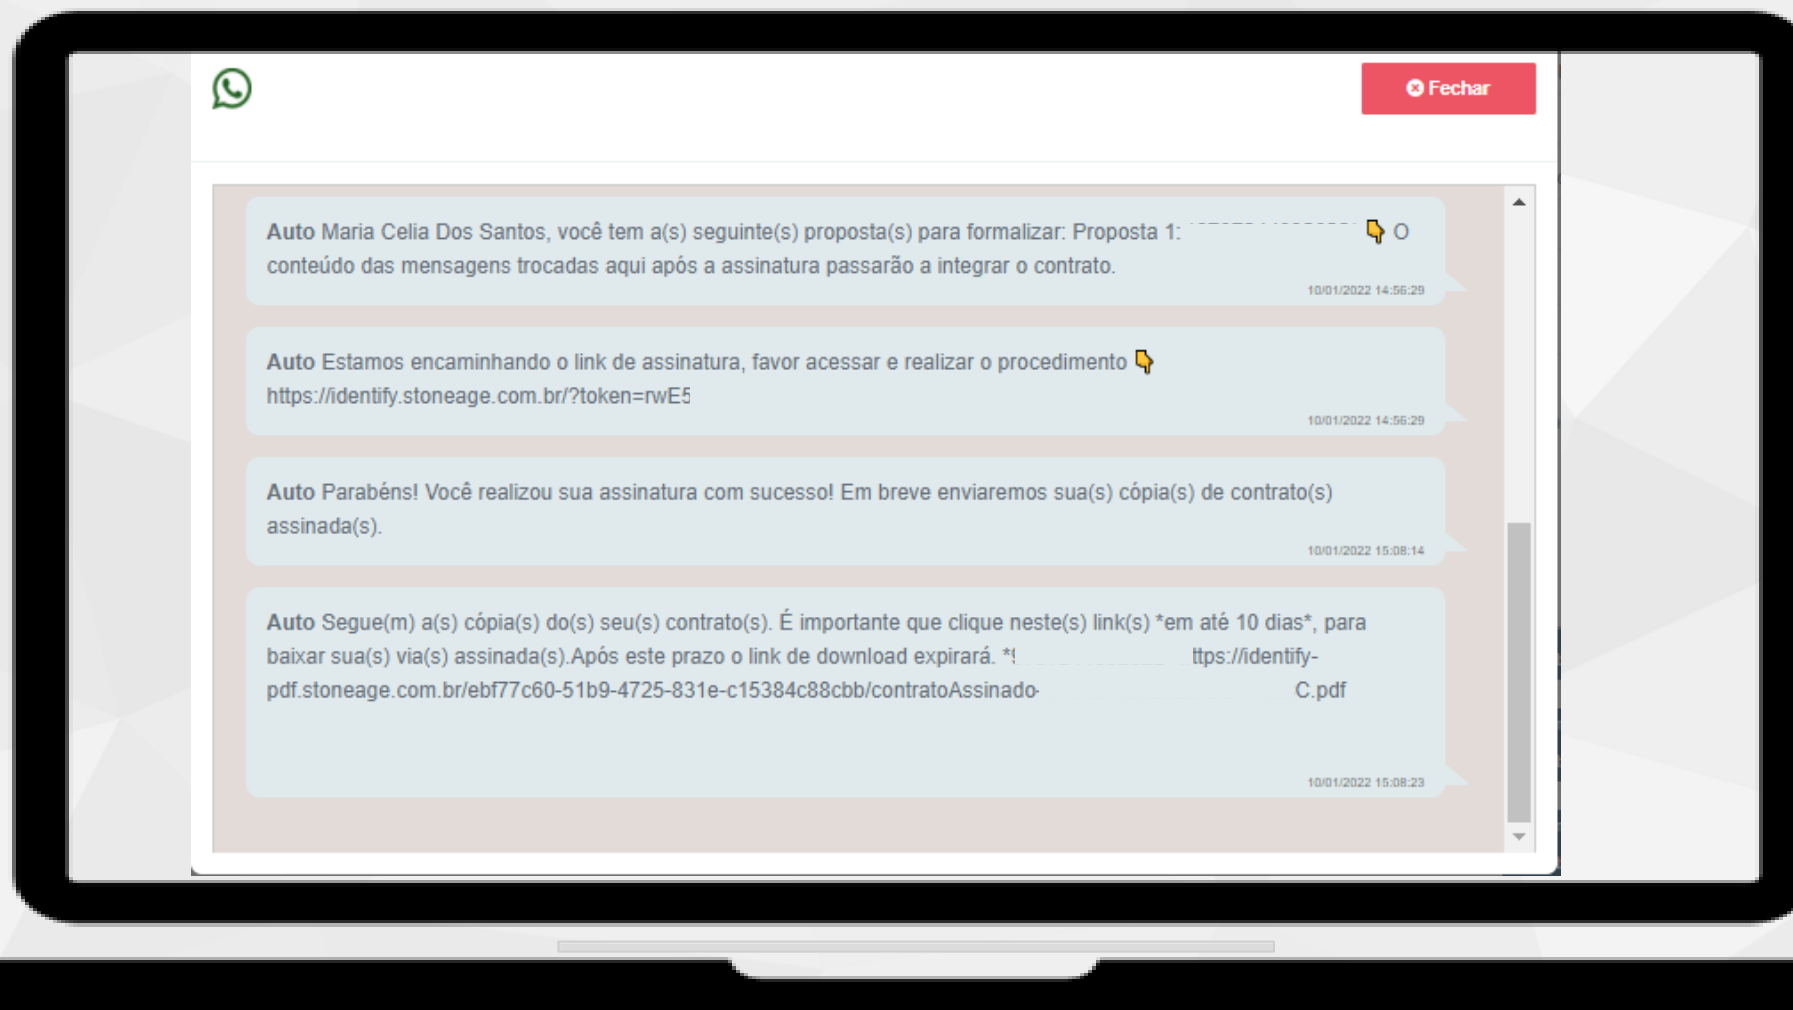 Fechar
Auto Maria Celia Dos Santos, você tem a(s) seguinte(s) proposta(s) para formalizar: Proposta 1: 👇 O
conteúdo das mensagens trocadas aqui após a assinatura passarão a integrar o contrato.
10/01/2022 14:56:29
Auto Estamos encaminhando o link de assinatura, favor acessar e realizar o procedimento 👇
https://identify.stoneage.com.br/?token=rwE5
10/01/2022 14:56:29
Auto Parabéns! Você realizou sua assinatura com sucesso! Em breve enviaremos sua(s) cópia(s) de contrato(s)
assinada(s).
10/01/2022 15:08:14
Auto Segue(m) a(s) cópia(s) do(s) seu(s) contrato(s). É importante que clique neste(s) link(s) *em até 10 dias*, para
baixar sua(s) via(s) assinada(s).Após este prazo o link de download expirará. * ttps://identify-
pdf.stoneage.com.br/ebf77c60-51b9-4725-831e-c15384c88cbb/contratoAssinado- C.pdf
10/01/2022 15:08:23